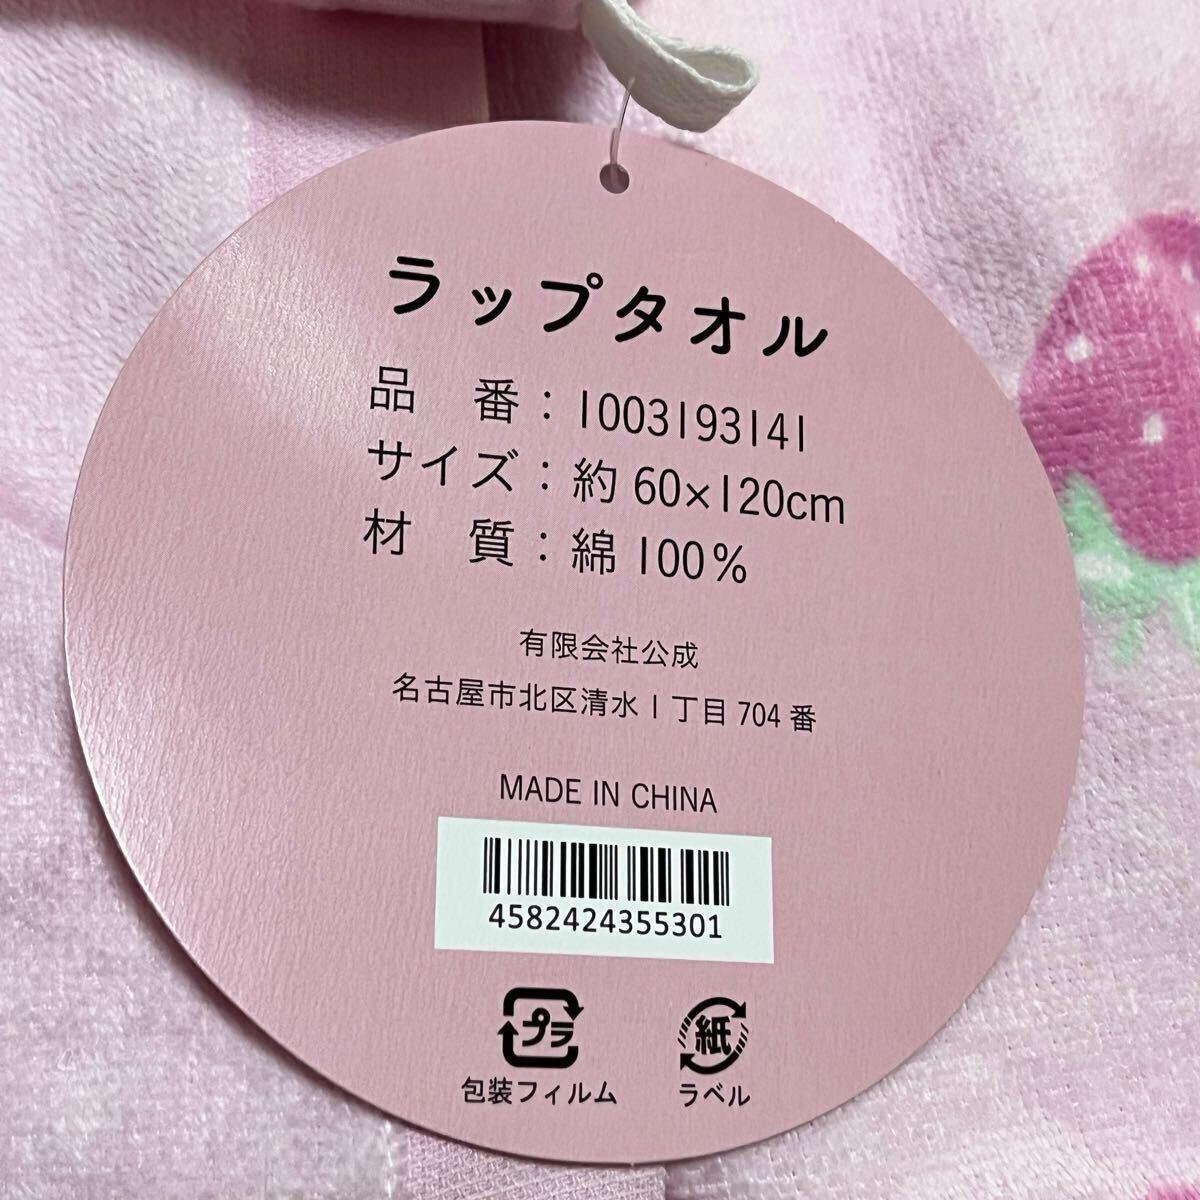 ラップタオル
品　番：1003193141
サイズ：約 60×120cm
材　質：綿 100%
有限会社公成
名古屋市北区清水 1 丁目 704 番
MADE IN CHINA
4582424355301
プラ
包装フィルム
紙
ラベル